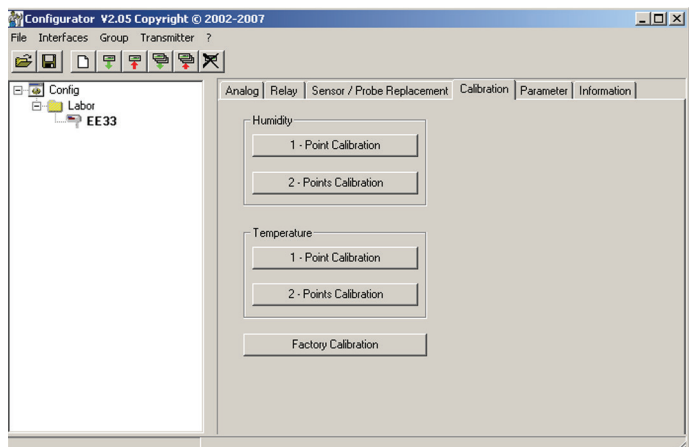 Configurator V2.05 Copyright © 2002-2007
File Interfaces Group Transmitter ?
Config
Labor
EE33
Analog Relay Sensor / Probe Replacement Calibration Parameter Information
Humidity
1 - Point Calibration
2 - Points Calibration
Temperature
1 - Point Calibration
2 - Points Calibration
Factory Calibration